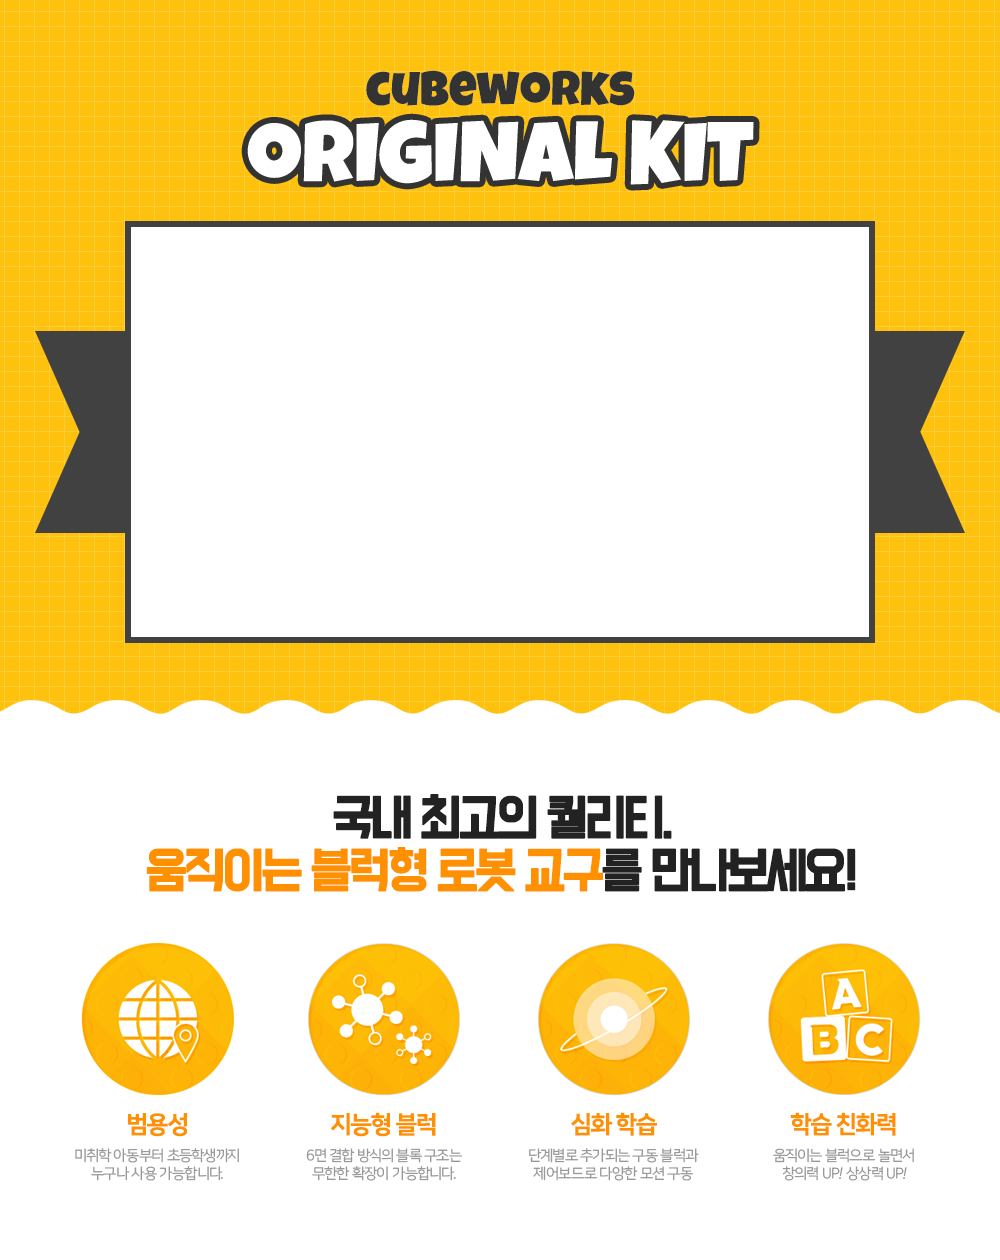 CUBEWORKS
ORIGINAL KIT
국내 최고의 퀄리티.
움직이는 블럭형 로봇 교구를 만나보세요!
A
B C
범용성
미취학 아동부터 초등학생까지
누구나 사용 가능합니다.
지능형 블럭
6면 결합 방식의 블록 구조는
무한한 확장이 가능합니다.
심화 학습
단계별로 추가되는 구동 블럭과
제어보드로 다양한 모션 구동
학습 친화력
움직이는 블럭으로 놀면서
창의력 UP! 상상력 UP!